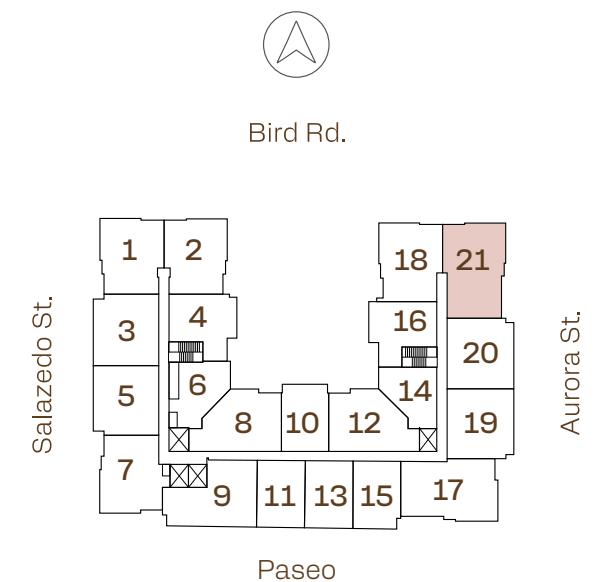 Bird Rd.
1 2 18 21
Salazedo St.
3 4 16 20
Aurora St.
5 6 14 19
8 10 12
7 9 11 13 15 17
Paseo